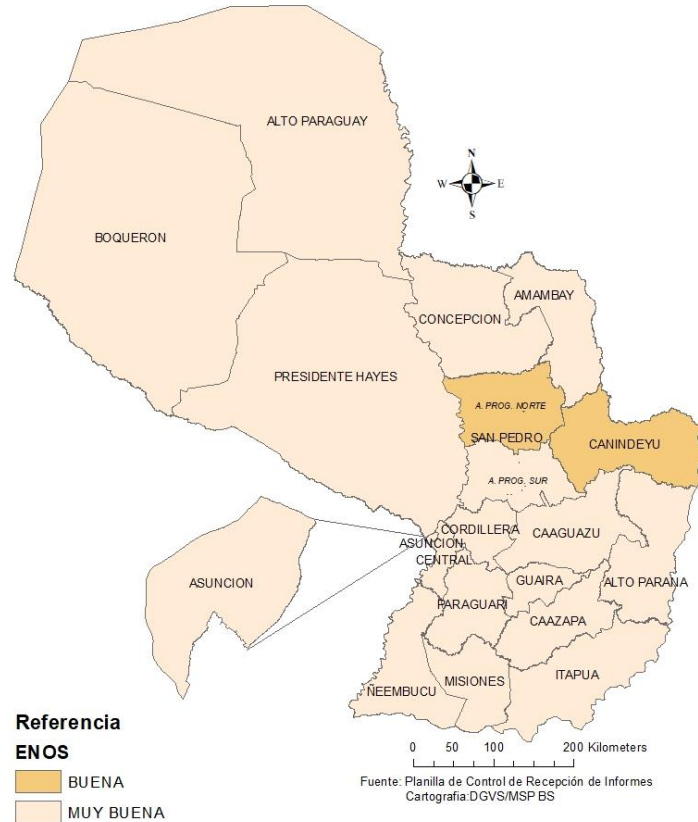 ALTO PARAGUAY
N
W E
S
BOQUERON
AMAMBAY
CONCEPCION
PRESIDENTE HAYES
A. PROG. NORTE
SAN PEDRO
CANINDEYU
A. PROG. SUR
CORDILLERA
ASUNCION
CAAGUAZU
CENTRAL
ASUNCION
GUAIRA
ALTO PARANA
PARAGUARI
CAAZAPA
ITAPUA
MISIONES
ÑEEMBUCU
Referencia
ENOS
BUENA
MUY BUENA
0 50 100 200 Kilometers
Fuente: Planilla de Control de Recepción de Informes
Cartografia:DGVS/MSP BS